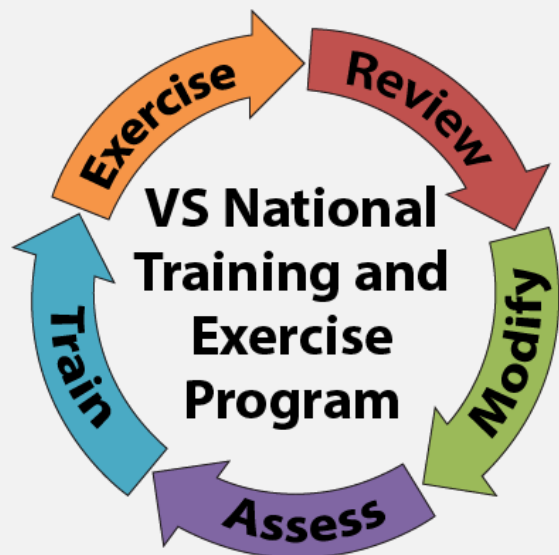 Exercise
Review
VS National
Training and
Exercise
Program
Modify
Train
Assess